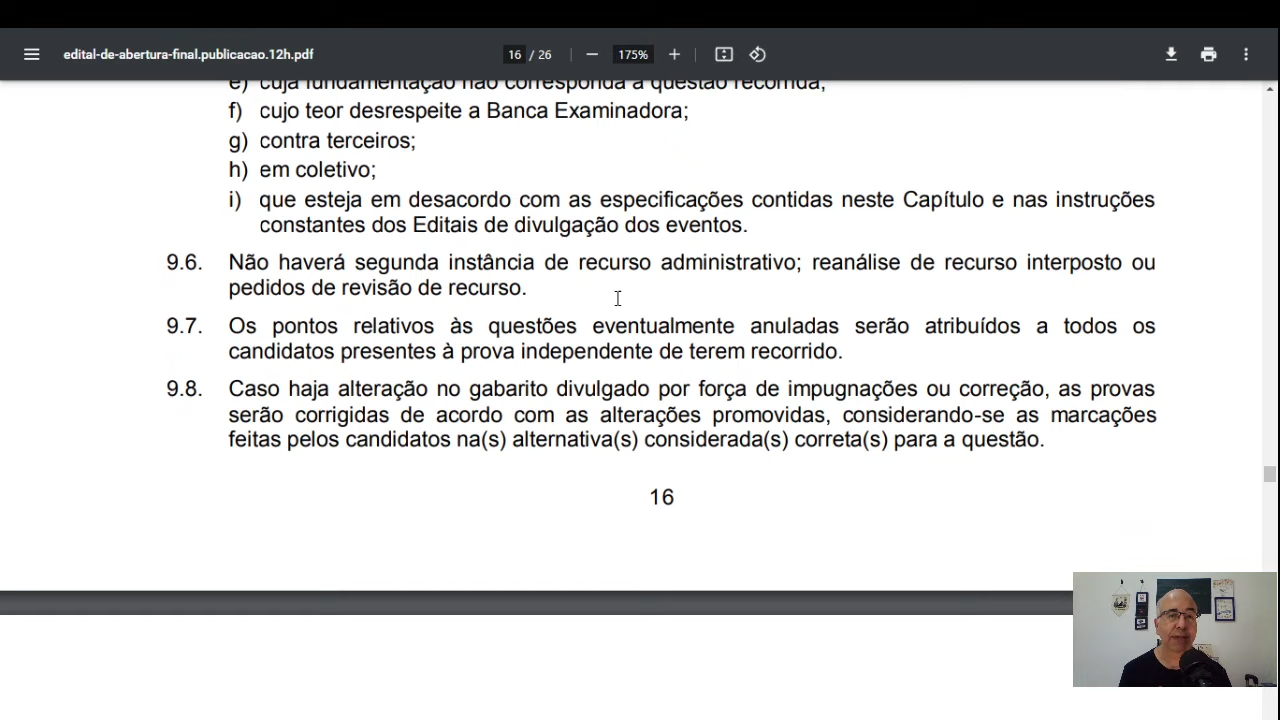 edital-de-abertura-final.publicacao.12h.pdf
16 / 26
175%
e) cuja fundamentação não corresponda à questão recorrida;
f) cujo teor desrespeite a Banca Examinadora;
g) contra terceiros;
h) em coletivo;
i) que esteja em desacordo com as especificações contidas neste Capítulo e nas instruções
constantes dos Editais de divulgação dos eventos.
9.6. Não haverá segunda instância de recurso administrativo; reanálise de recurso interposto ou
pedidos de revisão de recurso.
9.7. Os pontos relativos às questões eventualmente anuladas serão atribuídos a todos os
candidatos presentes à prova independente de terem recorrido.
9.8. Caso haja alteração no gabarito divulgado por força de impugnações ou correção, as provas
serão corrigidas de acordo com as alterações promovidas, considerando-se as marcações
feitas pelos candidatos na(s) alternativa(s) considerada(s) correta(s) para a questão.
16